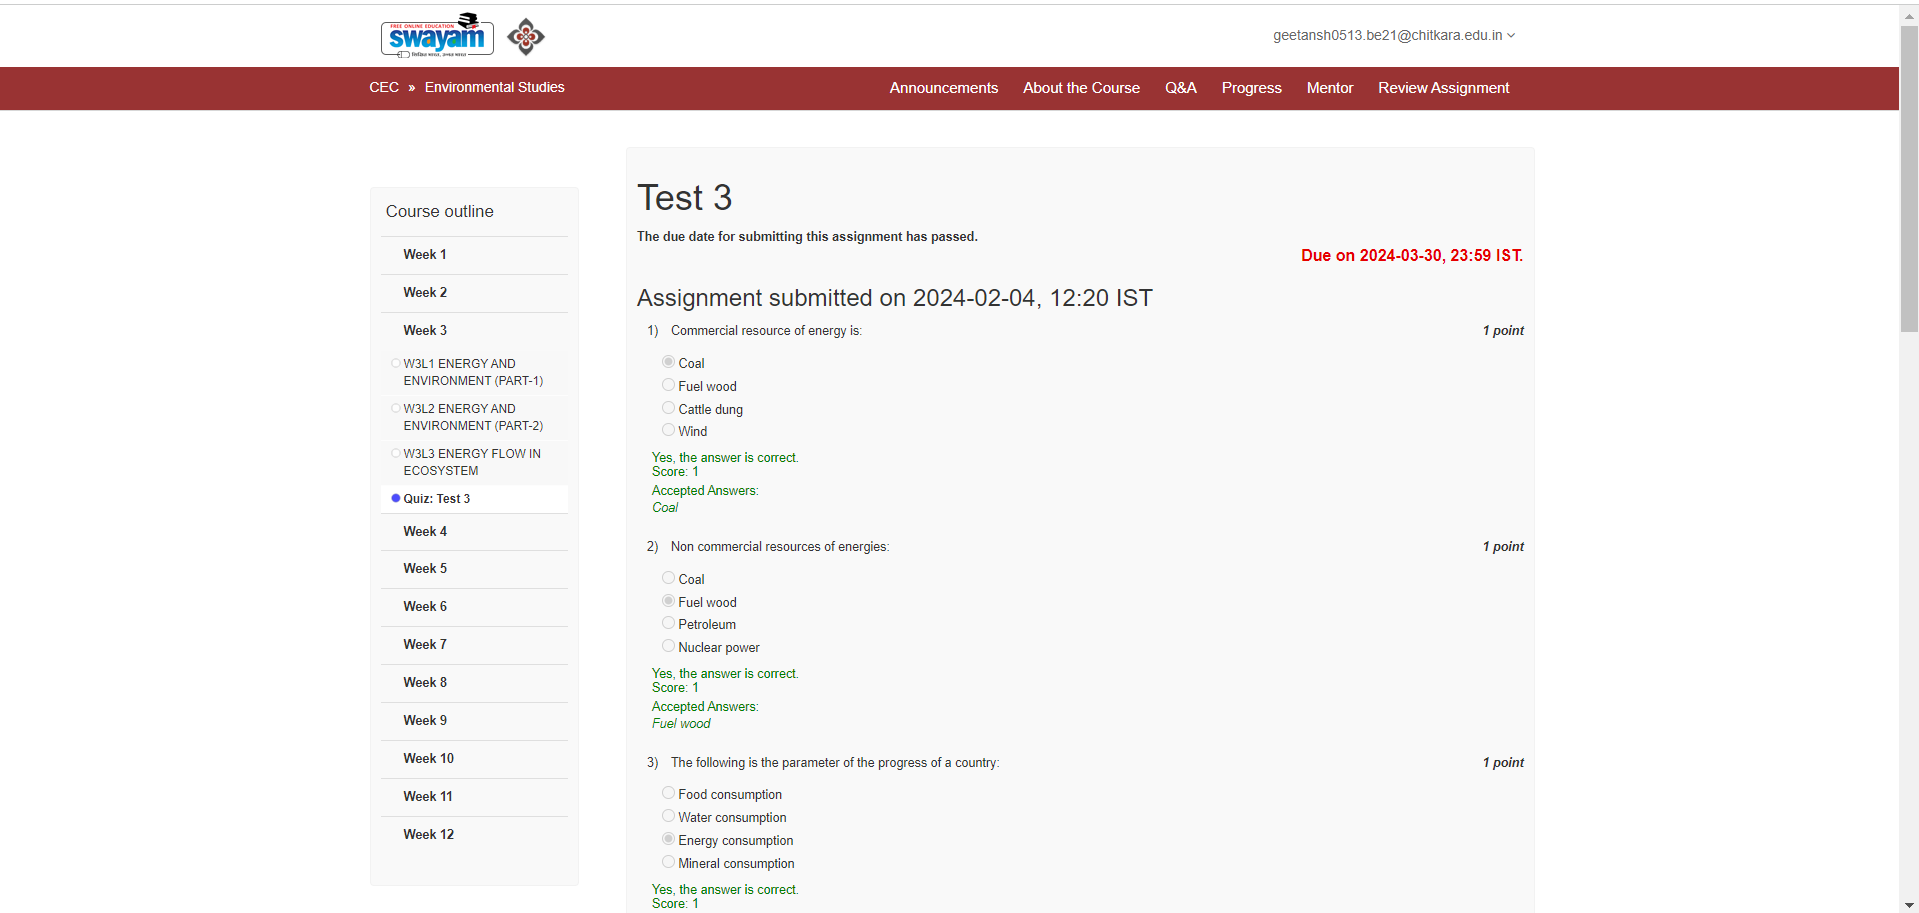 FREE ONLINE EDUCATION
swayam
geetansh0513.be21@chitkara.edu.in
CEC » Environmental Studies
Announcements About the Course Q&A Progress Mentor Review Assignment
Course outline
Week 1
Week 2
Week 3
W3L1 ENERGY AND
ENVIRONMENT (PART-1)
W3L2 ENERGY AND
ENVIRONMENT (PART-2)
W3L3 ENERGY FLOW IN
ECOSYSTEM
Quiz: Test 3
Week 4
Week 5
Week 6
Week 7
Week 8
Week 9
Week 10
Week 11
Week 12
Test 3
The due date for submitting this assignment has passed.
Due on 2024-03-30, 23:59 IST.
Assignment submitted on 2024-02-04, 12:20 IST
1) Commercial resource of energy is: 1 point
Coal
Fuel wood
Cattle dung
Wind
Yes, the answer is correct.
Score: 1
Accepted Answers:
Coal
2) Non commercial resources of energies: 1 point
Coal
Fuel wood
Petroleum
Nuclear power
Yes, the answer is correct.
Score: 1
Accepted Answers:
Fuel wood
3) The following is the parameter of the progress of a country: 1 point
Food consumption
Water consumption
Energy consumption
Mineral consumption
Yes, the answer is correct.
Score: 1